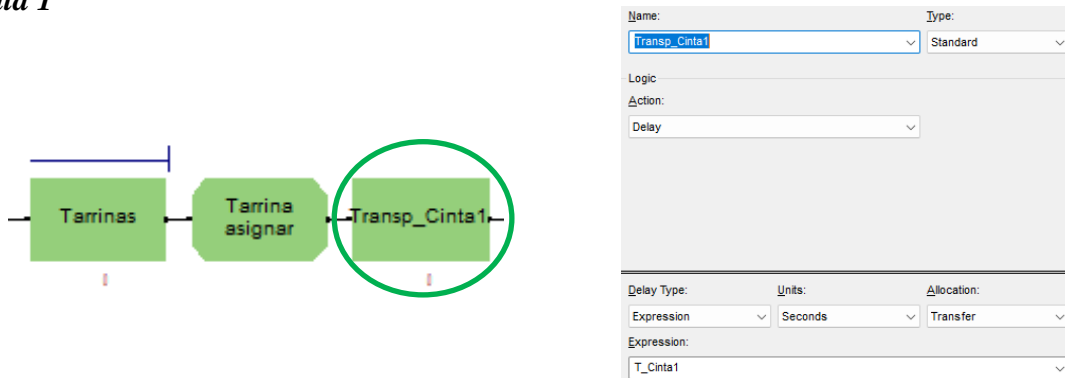 1
Tarrinas
Tarrina
asignar
Transp_Cinta1
Name:
Type:
Transp_Cinta1
Standard
Logic
Action:
Delay
Delay Type:
Units:
Allocation:
Expression
Seconds
Transfer
Expression:
T_Cinta1